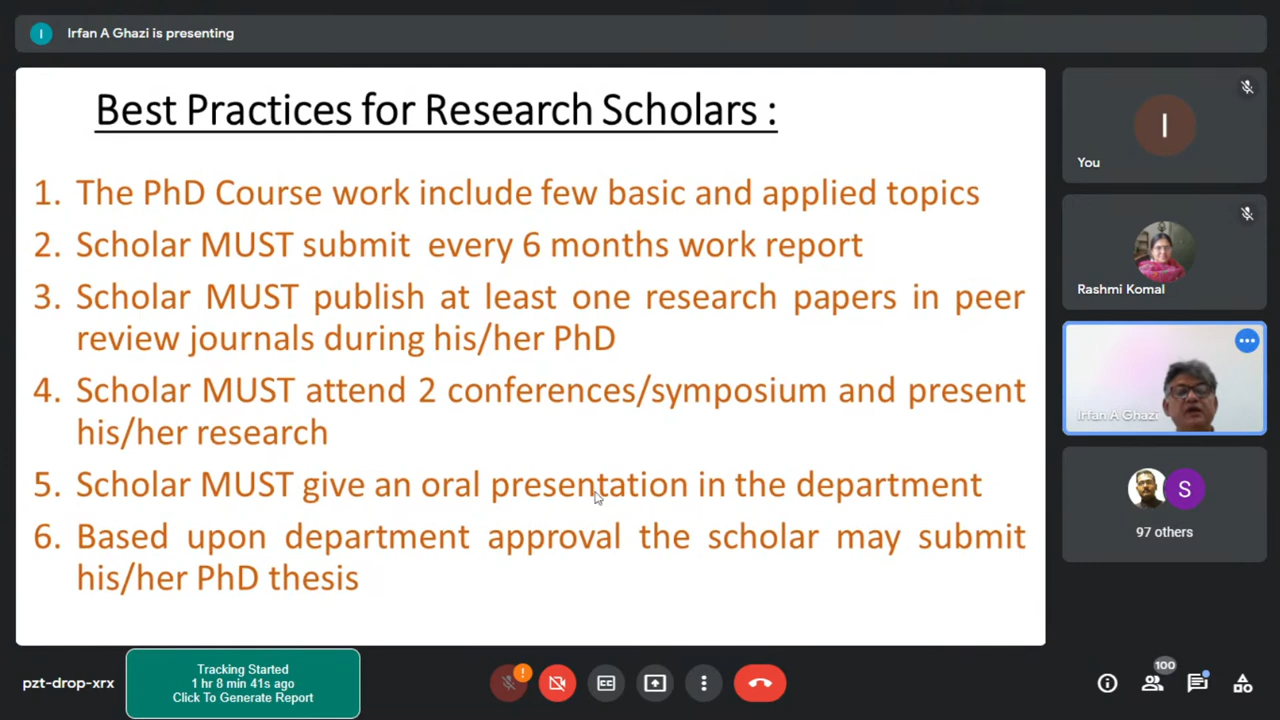 I
Irfan A Ghazi is presenting
Best Practices for Research Scholars :
1. The PhD Course work include few basic and applied topics
2. Scholar MUST submit every 6 months work report
3. Scholar MUST publish at least one research papers in peer
review journals during his/her PhD
4. Scholar MUST attend 2 conferences/symposium and present
his/her research
5. Scholar MUST give an oral presentation in the department
6. Based upon department approval the scholar may submit
his/her PhD thesis
I
You
Rashmi Komal
Irfan A Ghazi
S
97 others
pzt-drop-xrx
Tracking Started
1 hr 8 min 41s ago
Click To Generate Report
!
CC
100